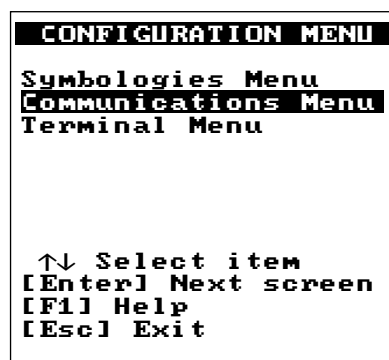 CONFIGURATION MENU
Symbologies Menu
Communications Menu
Terminal Menu
↑↓ Select item
[Enter] Next screen
[F1] Help
[Esc] Exit